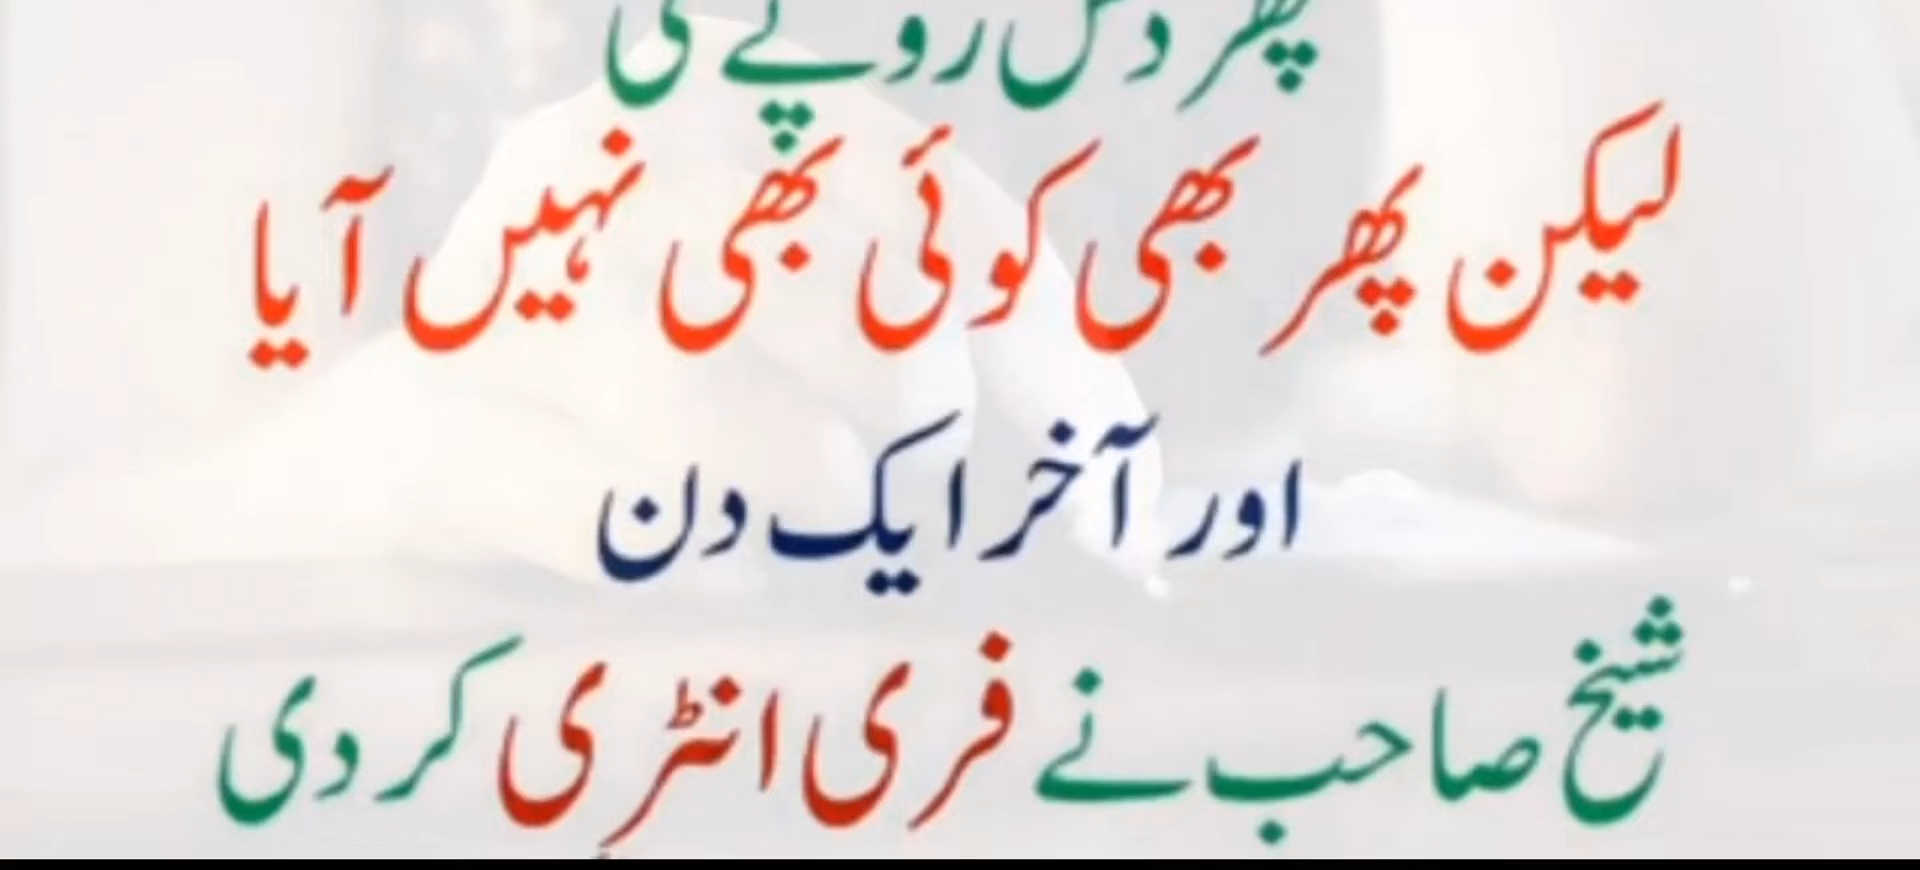 پھر دس روپے کی
لیکن پھر بھی کوئی بھی نہیں آیا
اور آخر ایک دن
شیخ صاحب نے فری انٹری کر دی